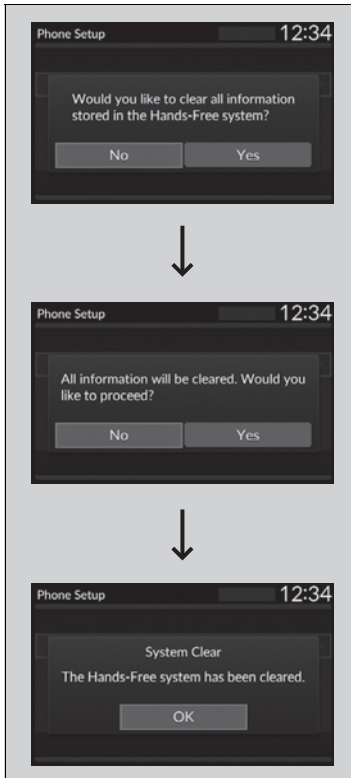 Phone Setup 12:34
Would you like to clear all information
stored in the Hands-Free system?
No Yes
Phone Setup 12:34
All information will be cleared. Would you
like to proceed?
No Yes
Phone Setup 12:34
System Clear
The Hands-Free system has been cleared.
OK